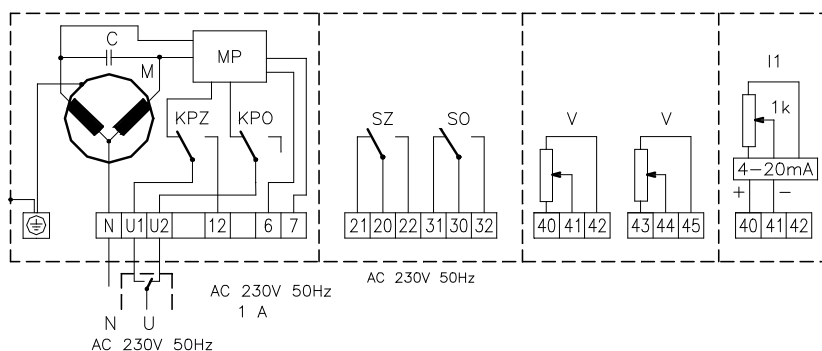 C
M
MP
KPZ
KPO
N U1 U2 12 6 7
N U
AC 230V 50Hz
AC 230V 50Hz
1 A
SZ
SO
21 20 22 31 30 32
AC 230V 50Hz
V
V
40 41 42
43 44 45
I1
1k
4-20mA
+ -
40 41 42